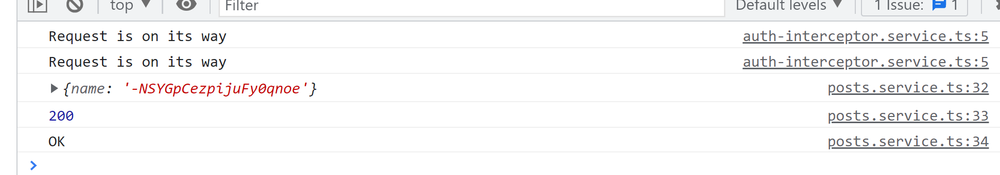 top Filter Default levels 1 Issue: 1
Request is on its way auth-interceptor.service.ts:5
Request is on its way auth-interceptor.service.ts:5
{name: '-NSYGpCezpijuFy0qnoe'} posts.service.ts:32
200 posts.service.ts:33
OK posts.service.ts:34